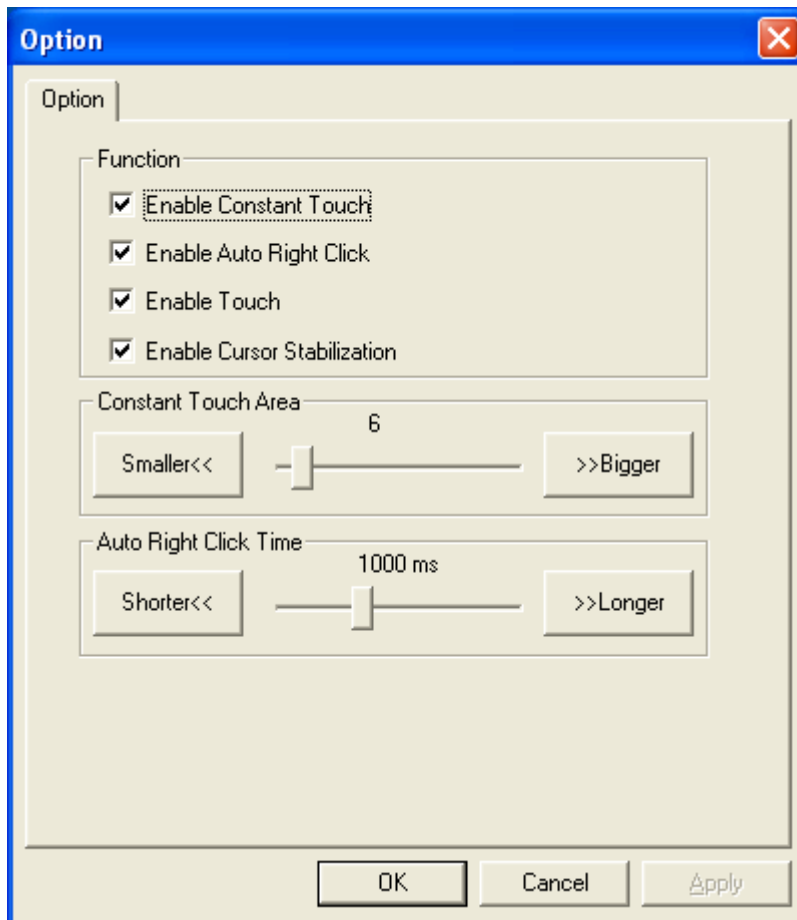 Option
Option
Function
Enable Constant Touch
Enable Auto Right Click
Enable Touch
Enable Cursor Stabilization
Constant Touch Area
6
Smaller<<
>>Bigger
Auto Right Click Time
1000 ms
Shorter<<
>>Longer
OK
Cancel
Apply